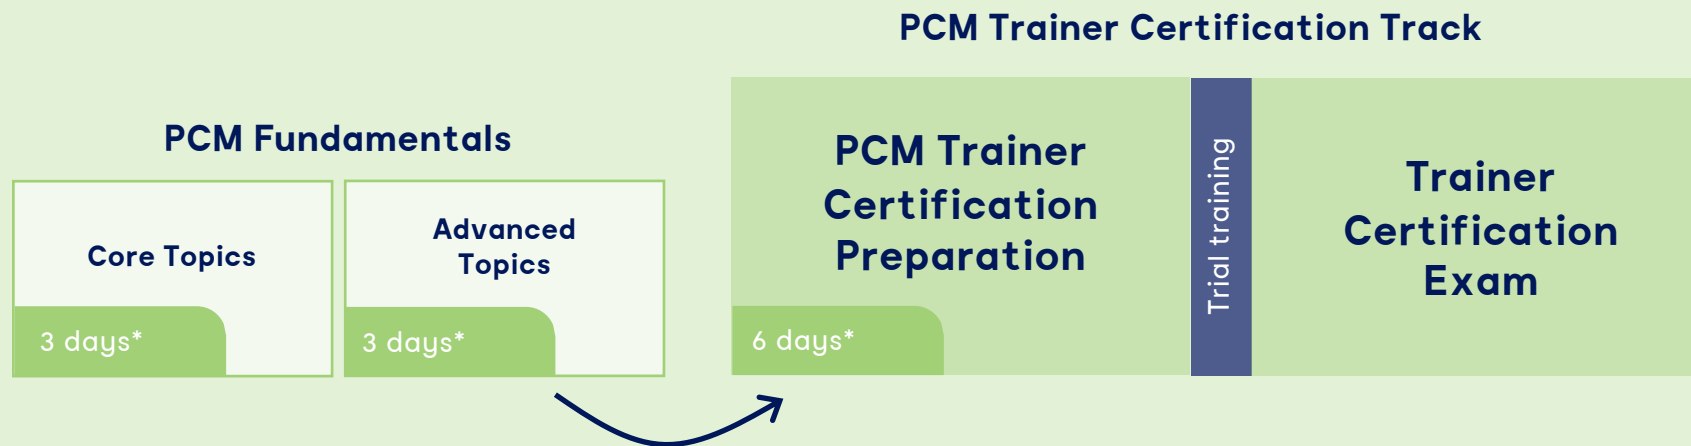 PCM Trainer Certification Track
PCM Fundamentals
Core Topics
3 days*
Advanced
Topics
3 days*
PCM Trainer
Certification
Preparation
6 days*
Trial training
Trainer
Certification
Exam